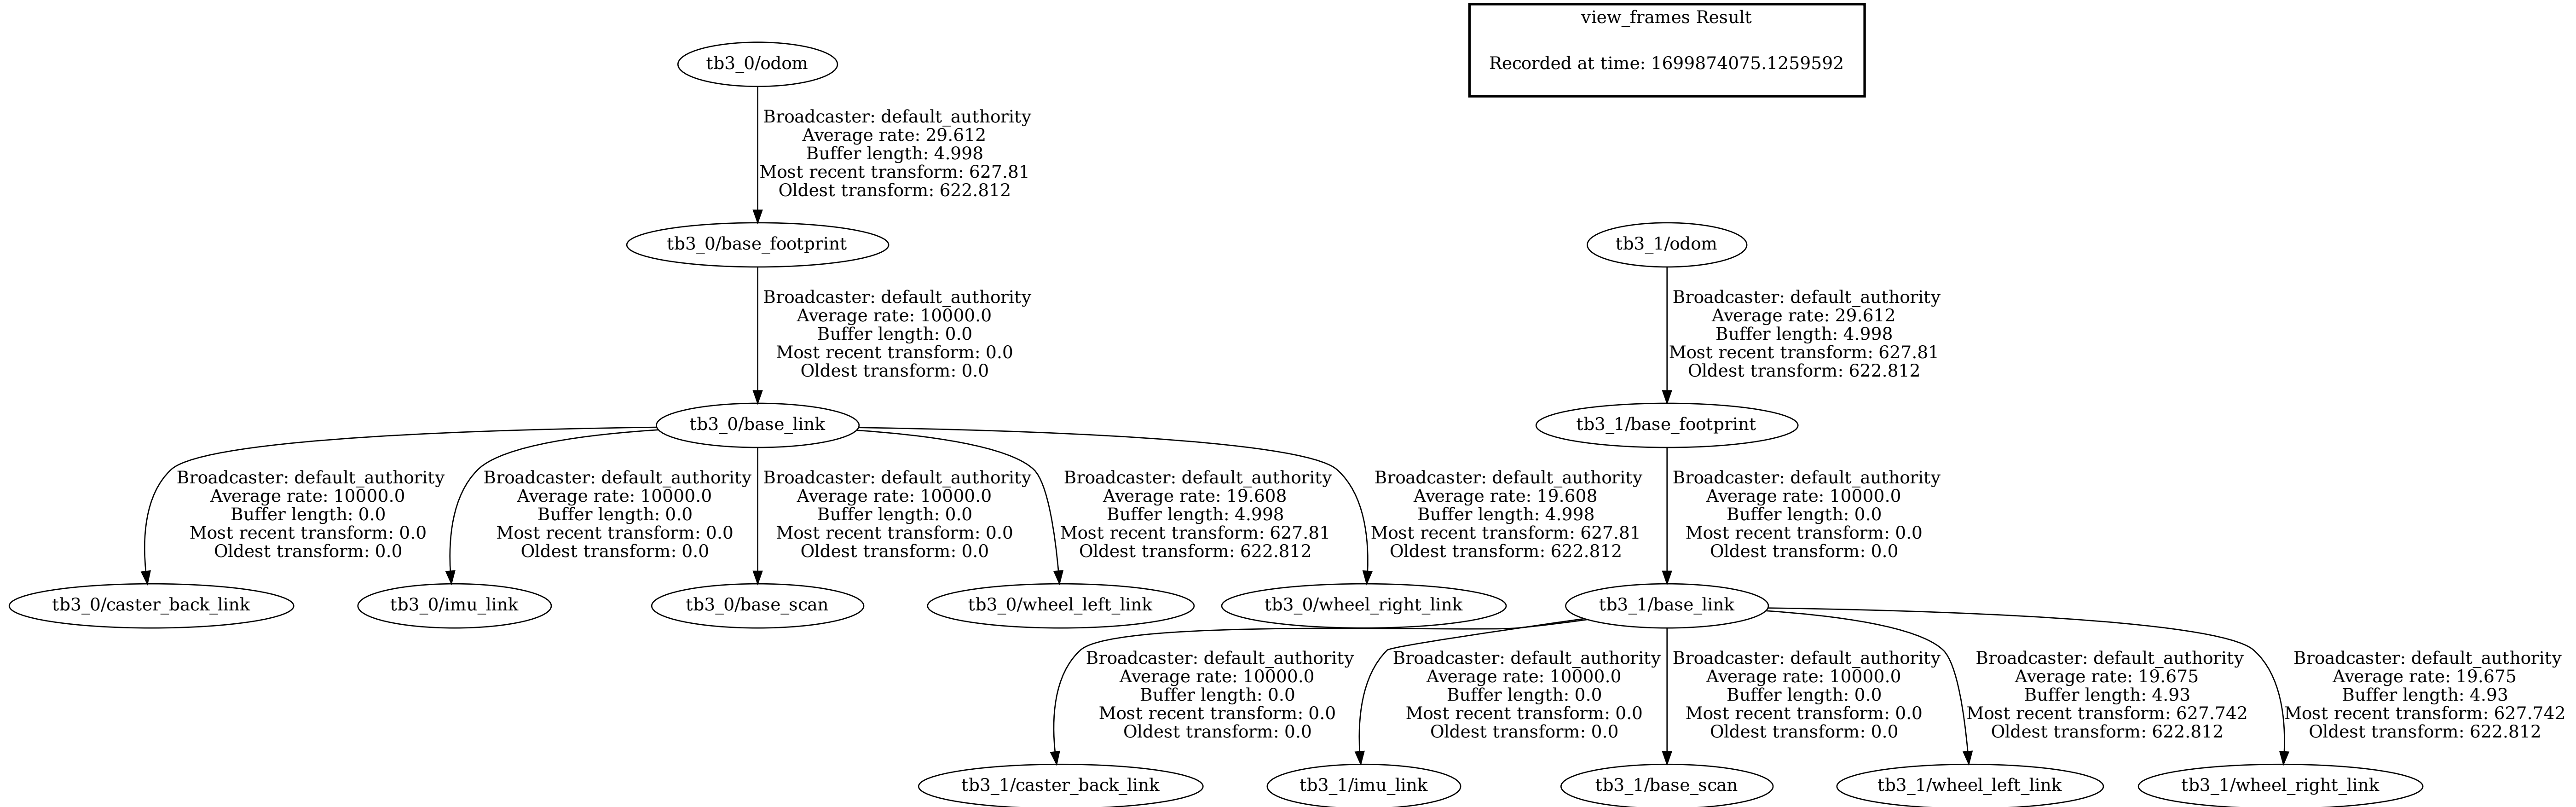 view_frames Result
Recorded at time: 1699874075.1259592
tb3_0/odom
Broadcaster: default_authority
Average rate: 29.612
Buffer length: 4.998
Most recent transform: 627.81
Oldest transform: 622.812
tb3_0/base_footprint
Broadcaster: default_authority
Average rate: 10000.0
Buffer length: 0.0
Most recent transform: 0.0
Oldest transform: 0.0
tb3_0/base_link
Broadcaster: default_authority
Average rate: 10000.0
Buffer length: 0.0
Most recent transform: 0.0
Oldest transform: 0.0
Broadcaster: default_authority
Average rate: 10000.0
Buffer length: 0.0
Most recent transform: 0.0
Oldest transform: 0.0
Broadcaster: default_authority
Average rate: 10000.0
Buffer length: 0.0
Most recent transform: 0.0
Oldest transform: 0.0
Broadcaster: default_authority
Average rate: 19.608
Buffer length: 4.998
Most recent transform: 627.81
Oldest transform: 622.812
Broadcaster: default_authority
Average rate: 19.608
Buffer length: 4.998
Most recent transform: 627.81
Oldest transform: 622.812
tb3_0/caster_back_link
tb3_0/imu_link
tb3_0/base_scan
tb3_0/wheel_left_link
tb3_0/wheel_right_link
tb3_1/odom
Broadcaster: default_authority
Average rate: 29.612
Buffer length: 4.998
Most recent transform: 627.81
Oldest transform: 622.812
tb3_1/base_footprint
Broadcaster: default_authority
Average rate: 10000.0
Buffer length: 0.0
Most recent transform: 0.0
Oldest transform: 0.0
tb3_1/base_link
Broadcaster: default_authority
Average rate: 10000.0
Buffer length: 0.0
Most recent transform: 0.0
Oldest transform: 0.0
Broadcaster: default_authority
Average rate: 10000.0
Buffer length: 0.0
Most recent transform: 0.0
Oldest transform: 0.0
Broadcaster: default_authority
Average rate: 10000.0
Buffer length: 0.0
Most recent transform: 0.0
Oldest transform: 0.0
Broadcaster: default_authority
Average rate: 19.675
Buffer length: 4.93
Most recent transform: 627.742
Oldest transform: 622.812
Broadcaster: default_authority
Average rate: 19.675
Buffer length: 4.93
Most recent transform: 627.742
Oldest transform: 622.812
tb3_1/caster_back_link
tb3_1/imu_link
tb3_1/base_scan
tb3_1/wheel_left_link
tb3_1/wheel_right_link